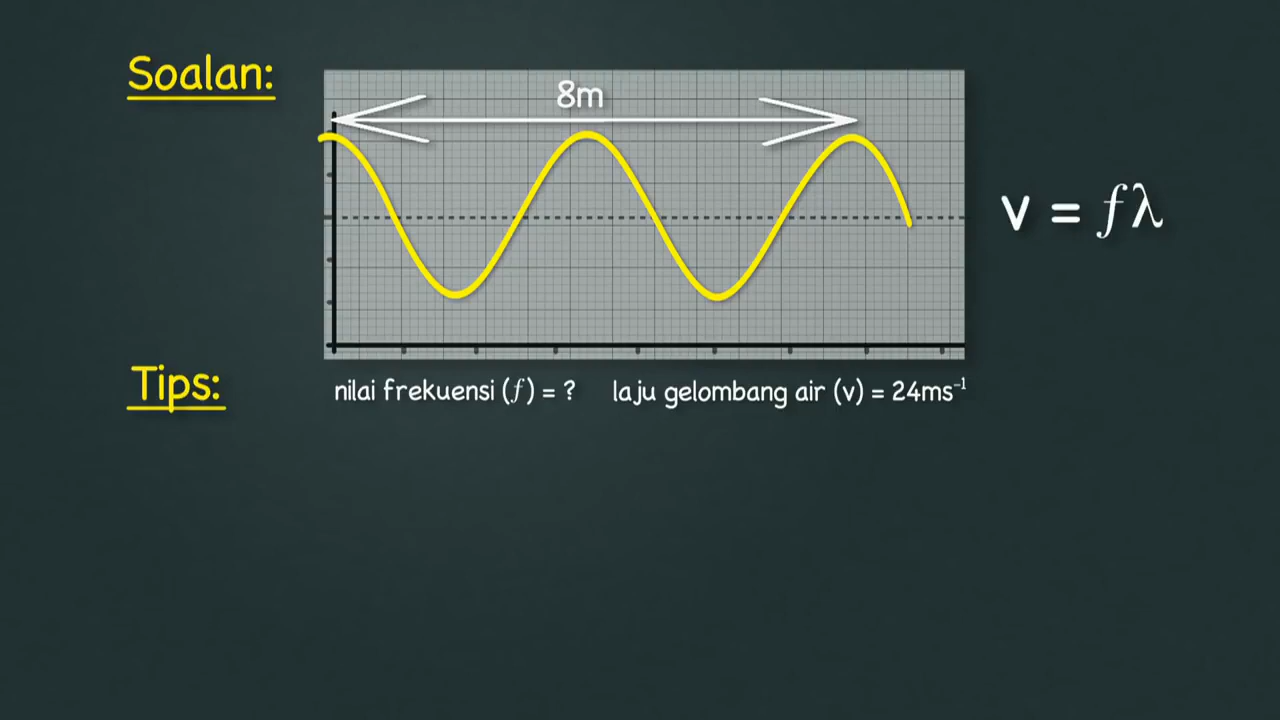 Soalan:
8m
v = fλ
Tips:
nilai frekuensi (f) = ? laju gelombang air (v) = 24ms⁻¹